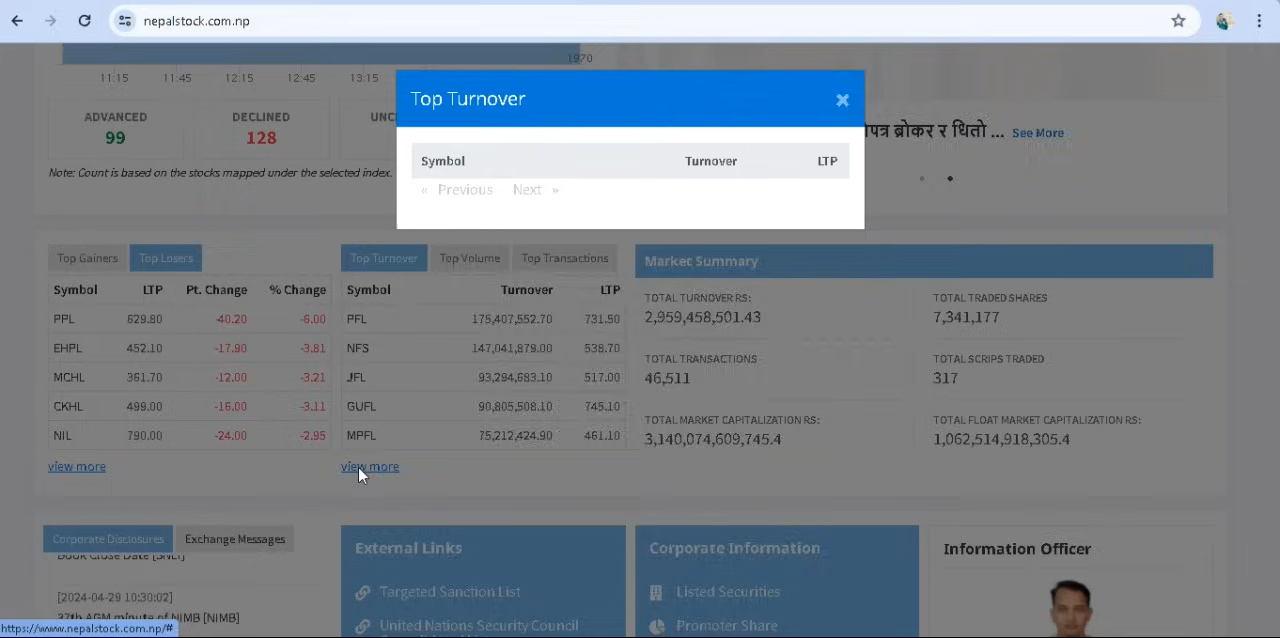 nepalstock.com.np
1970
11:15 11:45 12:15 12:45 13:15
Top Turnover
ADVANCED DECLINED
99 128
Note: Count is based on the stocks mapped under the selected index.
ब्रोकर र धितो ... See More
Symbol Turnover LTP
« Previous Next »
Top Gainers Top Losers
Symbol LTP Pt. Change % Change
PPL 629.80 -40.20 -6.00
EHPL 452.10 -17.90 -3.81
MCHL 361.70 -12.00 -3.21
CKHL 499.00 -16.00 -3.11
NIL 790.00 -24.00 -2.95
view more
Top Turnover Top Volume Top Transactions
Symbol Turnover LTP
PFL 175,407,552.70 731.50
NFS 147,041,879.00 538.70
JFL 93,294,683.10 517.00
GUFL 90,805,508.10 745.10
MPFL 75,212,424.90 461.10
view more
Market Summary
TOTAL TURNOVER RS: TOTAL TRADED SHARES
2,959,458,501.43 7,341,177
TOTAL TRANSACTIONS TOTAL SCRIPS TRADED
46,511 317
TOTAL MARKET CAPITALIZATION RS: TOTAL FLOAT MARKET CAPITALIZATION RS:
3,140,074,609,745.4 1,062,514,918,305.4
Corporate Disclosures Exchange Messages
Book Close Date [SNLI]
[2024-04-29 10:30:02]
37th AGM minute of NIMB [NIMB]
External Links
Targeted Sanction List
United Nations Security Council
Corporate Information
Listed Securities
Promoter Share
Information Officer
https://www.nepalstock.com.np/#